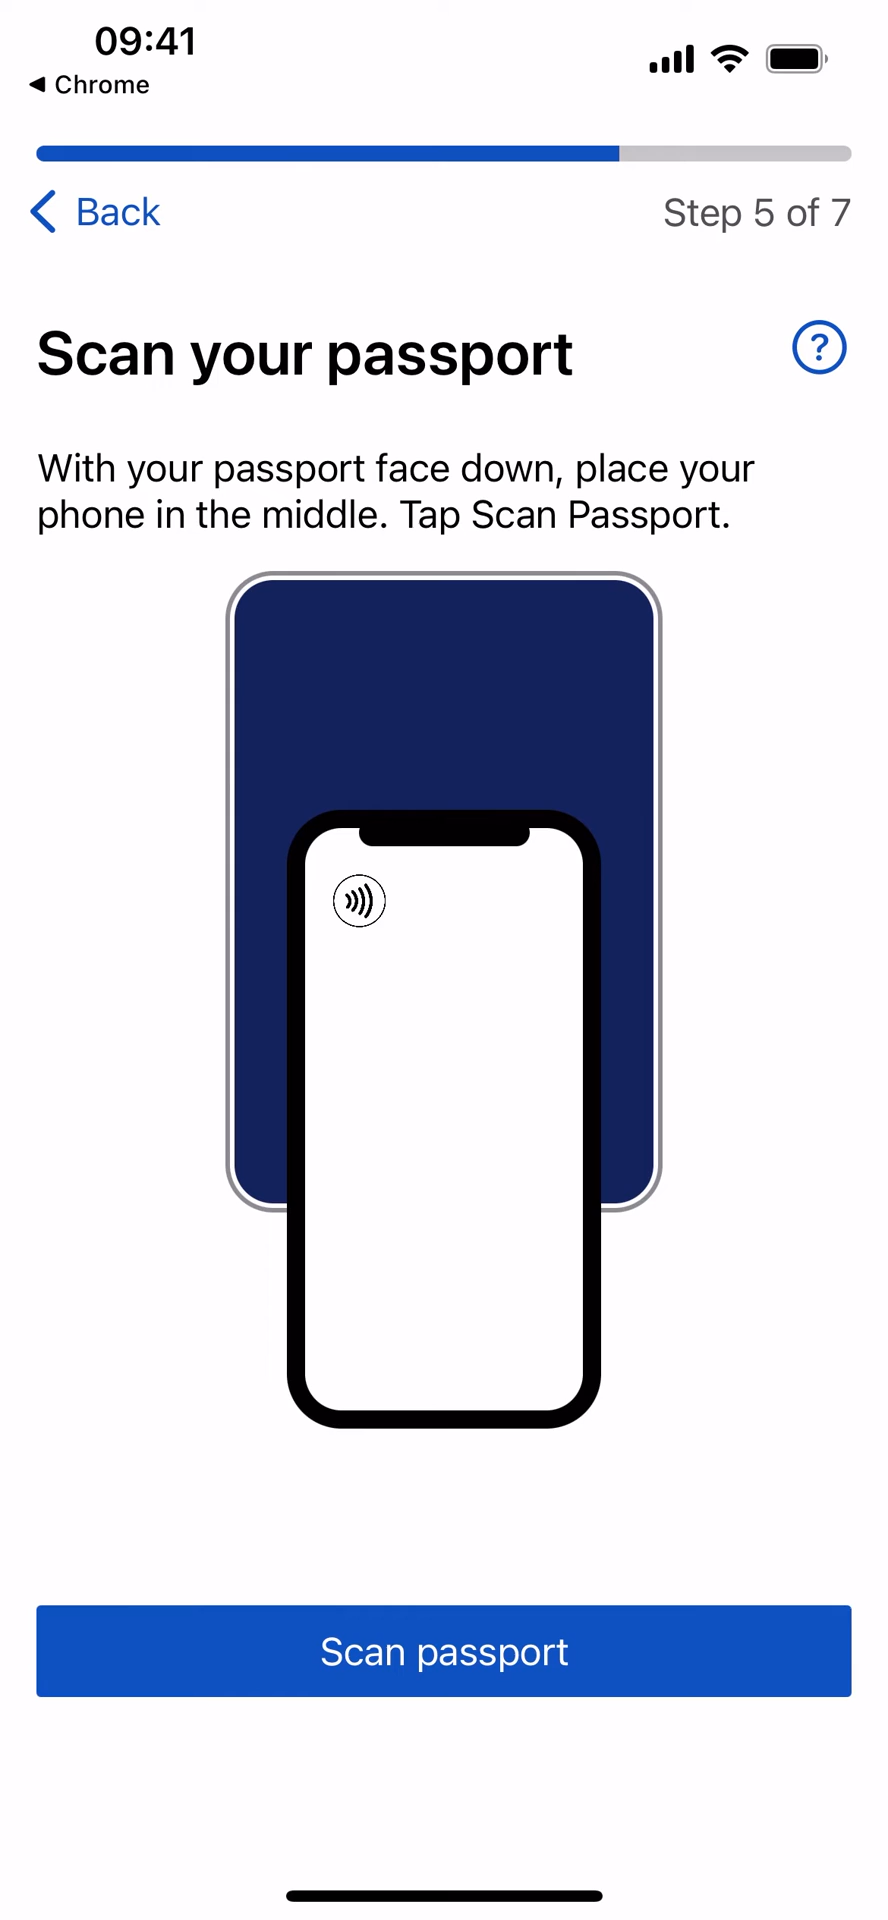 09:41
◀ Chrome
Back
Step 5 of 7
Scan your passport
?
With your passport face down, place your
phone in the middle. Tap Scan Passport.
Scan passport